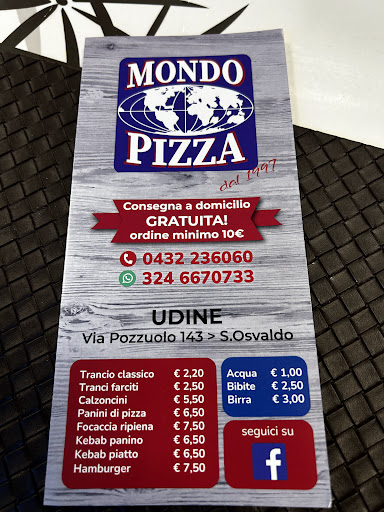 MONDO
PIZZA
dal 1997
Consegna a domicilio
GRATUITA!
ordine minimo 10€
0432 236060
324 6670733
UDINE
Via Pozzuolo 143 > S.Osvaldo
Trancio classico € 2,20
Tranci farciti € 2,50
Calzoncini € 5,50
Panini di pizza € 6,50
Focaccia ripiena € 7,50
Kebab panino € 6,50
Kebab piatto € 6,50
Hamburger € 7,50
Acqua € 1,00
Bibite € 2,50
Birra € 3,00
seguici su
f